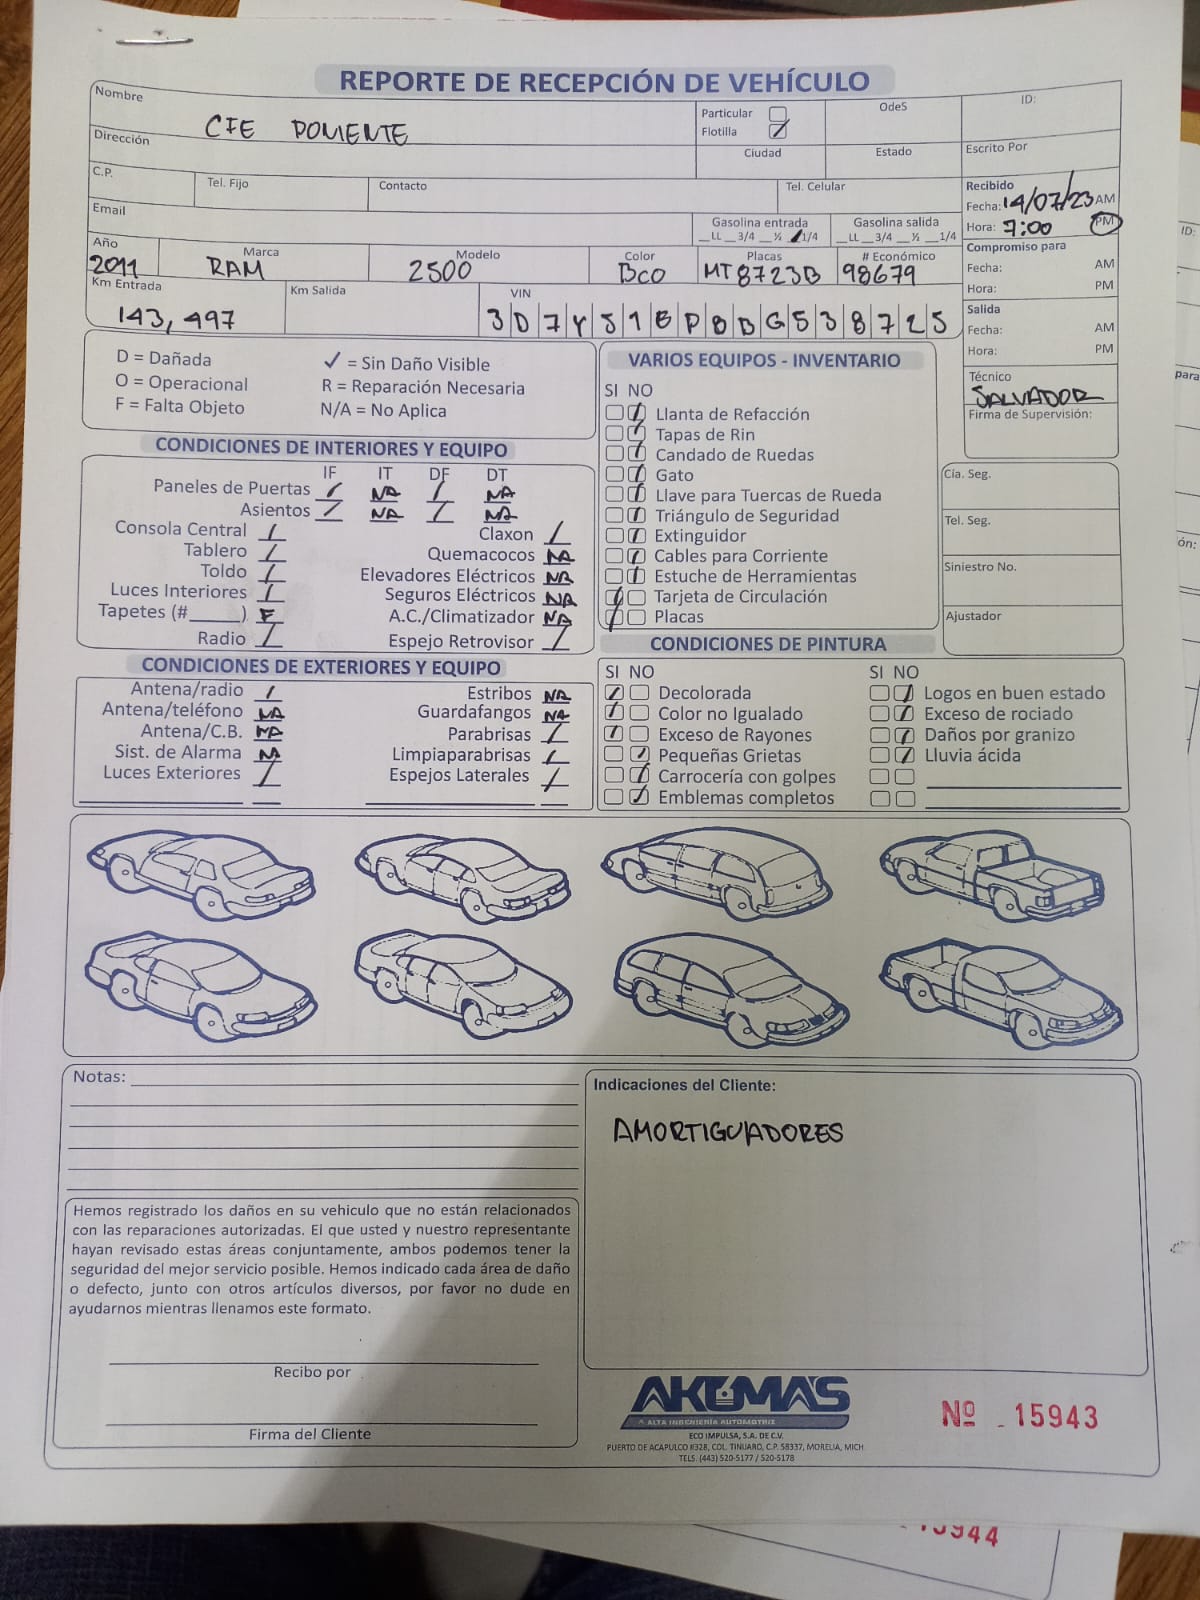 REPORTE DE RECEPCIÓN DE VEHÍCULO
Nombre CFE PONIENTE
Particular
Flotilla ✓
OdeS
ID:
Dirección
Ciudad
Estado
Escrito Por
C.P.
Tel. Fijo
Contacto
Tel. Celular
Recibido
Fecha: 14/07/23 AM
Hora: 7:00 PM
Email
Gasolina entrada
__LL __3/4 __½ __1/4
Gasolina salida
__LL __3/4 __½ __1/4
Año 2011
Marca RAM
Modelo 2500
Color Bco
Placas MT8723B
# Económico 98679
Compromiso para
Fecha: AM
Hora: PM
Km Entrada 143,497
Km Salida
VIN
Salida
Fecha: AM
Hora: PM
Técnico
SALVADOR
Firma de Supervisión:
D = Dañada
O = Operacional
F = Falta Objeto
✓ = Sin Daño Visible
R = Reparación Necesaria
N/A = No Aplica
CONDICIONES DE INTERIORES Y EQUIPO
IF IT DF DT
Paneles de Puertas ✓ NA ✓ NA
Asientos ✓ NA ✓ NA
Consola Central ✓
Tablero ✓
Toldo ✓
Luces Interiores ✓
Tapetes (#_____) F
Radio ✓
Claxon ✓
Quemacocos NA
Elevadores Eléctricos NA
Seguros Eléctricos NA
A.C./Climatizador NA
Espejo Retrovisor ✓
VARIOS EQUIPOS - INVENTARIO
SI NO
Llanta de Refacción
Tapas de Rin
Candado de Ruedas
Gato
Llave para Tuercas de Rueda
Triángulo de Seguridad
Extinguidor
Cables para Corriente
Estuche de Herramientas
Tarjeta de Circulación
Placas
Cía. Seg.
Tel. Seg.
Siniestro No.
Ajustador
CONDICIONES DE EXTERIORES Y EQUIPO
Antena/radio ✓
Antena/teléfono NA
Antena/C.B. NA
Sist. de Alarma NA
Luces Exteriores ✓
Estribos NA
Guardafangos NA
Parabrisas ✓
Limpiaparabrisas ✓
Espejos Laterales ✓
CONDICIONES DE PINTURA
SI NO
Decolorada
Color no Igualado
Exceso de Rayones
Pequeñas Grietas
Carrocería con golpes
Emblemas completos
SI NO
Logos en buen estado
Exceso de rociado
Daños por granizo
Lluvia ácida
Notas:
Indicaciones del Cliente:
AMORTIGUADORES
Hemos registrado los daños en su vehiculo que no están relacionados
con las reparaciones autorizadas. El que usted y nuestro representante
hayan revisado estas áreas conjuntamente, ambos podemos tener la
seguridad del mejor servicio posible. Hemos indicado cada área de daño
o defecto, junto con otros artículos diversos, por favor no dude en
ayudarnos mientras llenamos este formato.
Recibo por
Firma del Cliente
AKUMAS
ALTA INGENIERÍA AUTOMOTRIZ
ECO IMPULSA, S.A. DE C.V.
PUERTO DE ACAPULCO #328, COL. TINIJARO, C.P. 58337, MORELIA, MICH.
TELS. (443) 520-5177 / 520-5178
Nº 15943
ID:
para
ón:
15944